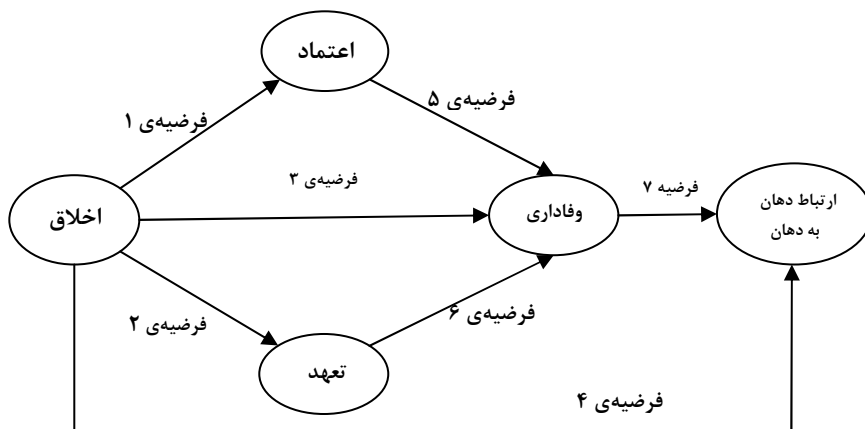 اعتماد
فرضیه‌ی ۵
فرضیه‌ی ۱
فرضیه‌ی ۳
فرضیه ۷
ارتباط دهان
به دهان
وفاداری
اخلاق
فرضیه‌ی ۲
فرضیه‌ی ۶
تعهد
فرضیه‌ی ۴